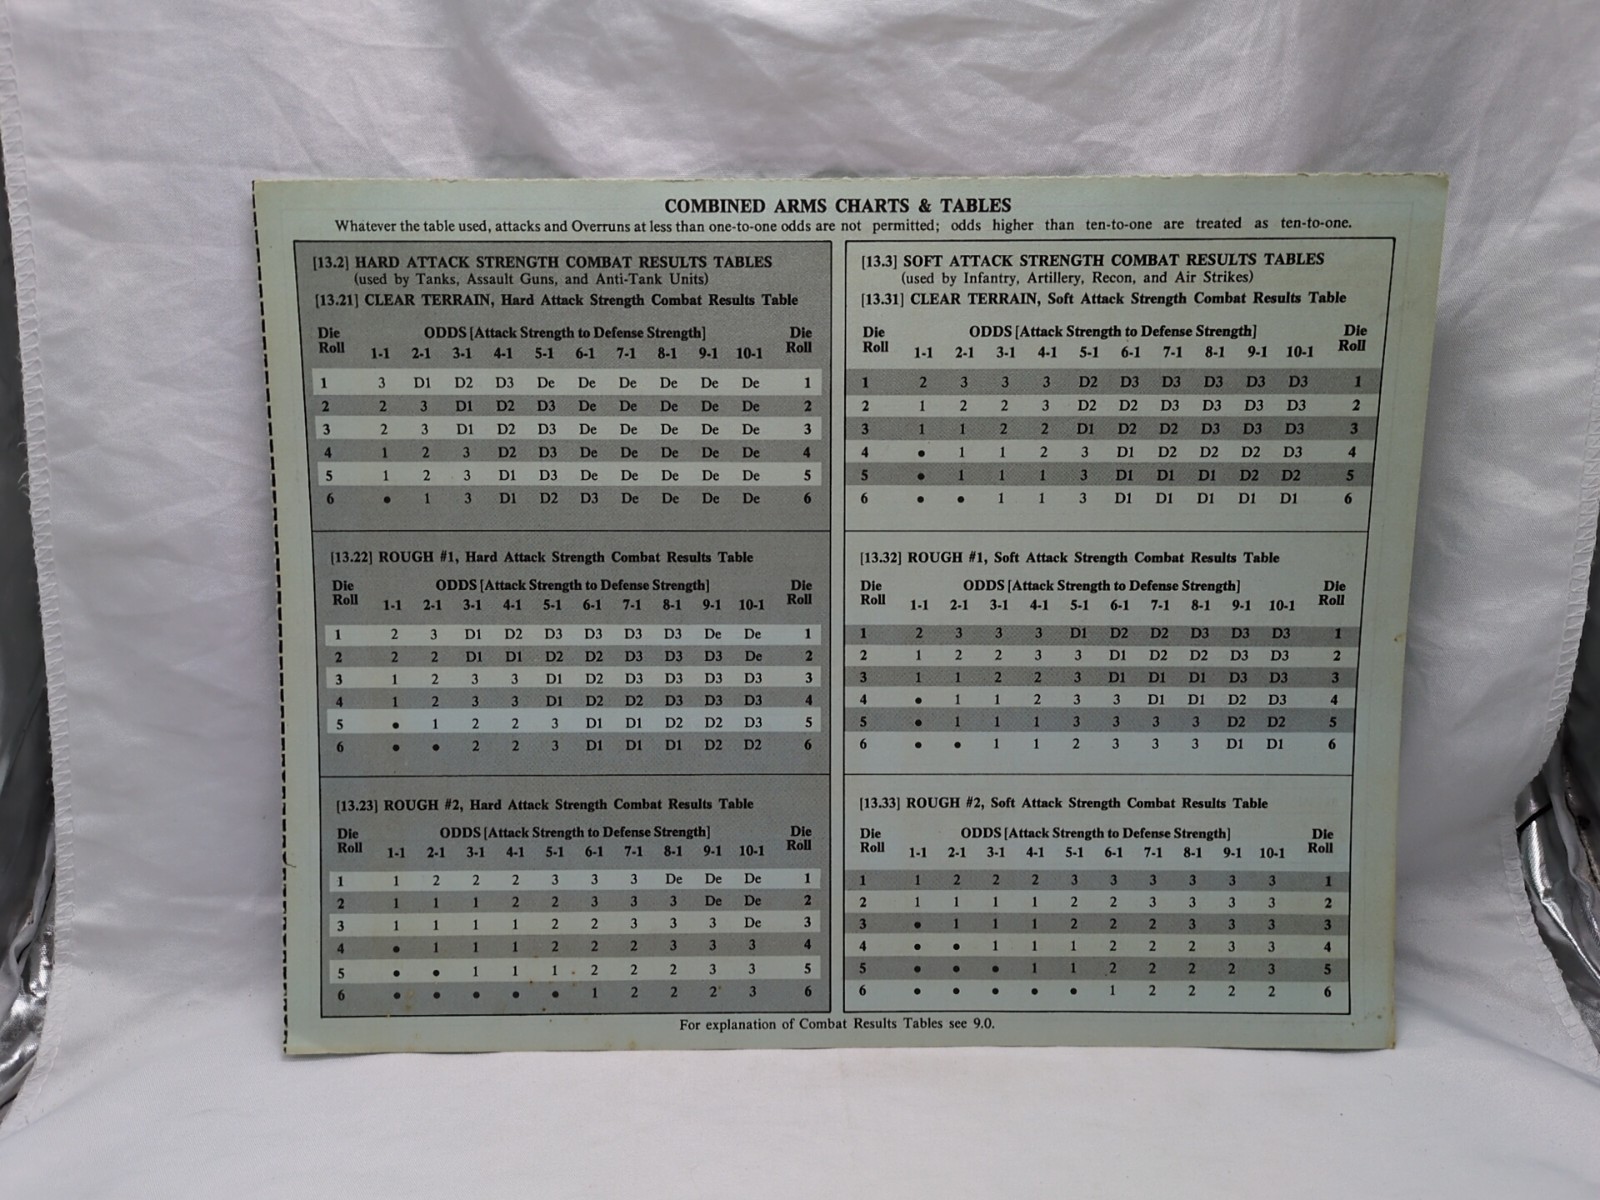 COMBINED ARMS CHARTS & TABLES
Whatever the table used, attacks and Overruns at less than one-to-one odds are not permitted; odds higher than ten-to-one are treated as ten-to-one.
[13.2] HARD ATTACK STRENGTH COMBAT RESULTS TABLES
(used by Tanks, Assault Guns, and Anti-Tank Units)
[13.21] CLEAR TERRAIN, Hard Attack Strength Combat Results Table
Die Roll ODDS [Attack Strength to Defense Strength] Die Roll
1-1 2-1 3-1 4-1 5-1 6-1 7-1 8-1 9-1 10-1
1 3 D1 D2 D3 De De De De De De 1
2 2 3 D1 D2 D3 De De De De De 2
3 2 3 D1 D2 D3 De De De De De 3
4 1 2 3 D2 D3 De De De De De 4
5 1 2 3 D1 D3 De De De De De 5
6 • 1 3 D1 D2 D3 De De De De 6
[13.22] ROUGH #1, Hard Attack Strength Combat Results Table
Die Roll ODDS [Attack Strength to Defense Strength] Die Roll
1-1 2-1 3-1 4-1 5-1 6-1 7-1 8-1 9-1 10-1
1 2 3 D1 D2 D3 D3 D3 D3 De De 1
2 2 2 D1 D1 D2 D2 D3 D3 D3 De 2
3 1 2 3 3 D1 D2 D3 D3 D3 D3 3
4 1 2 3 3 D1 D2 D2 D3 D3 D3 4
5 • 1 2 2 3 D1 D1 D2 D2 D3 5
6 • • 2 2 3 D1 D1 D1 D2 D2 6
[13.23] ROUGH #2, Hard Attack Strength Combat Results Table
Die Roll ODDS [Attack Strength to Defense Strength] Die Roll
1-1 2-1 3-1 4-1 5-1 6-1 7-1 8-1 9-1 10-1
1 1 2 2 2 3 3 3 De De De 1
2 1 1 1 2 2 3 3 3 De De 2
3 1 1 1 1 2 2 3 3 3 De 3
4 • 1 1 1 2 2 2 3 3 3 4
5 • • 1 1 1 2 2 2 3 3 5
6 • • • • • 1 2 2 2 3 6
[13.3] SOFT ATTACK STRENGTH COMBAT RESULTS TABLES
(used by Infantry, Artillery, Recon, and Air Strikes)
[13.31] CLEAR TERRAIN, Soft Attack Strength Combat Results Table
Die Roll ODDS [Attack Strength to Defense Strength] Die Roll
1-1 2-1 3-1 4-1 5-1 6-1 7-1 8-1 9-1 10-1
1 2 3 3 3 D2 D3 D3 D3 D3 D3 1
2 1 2 2 3 D2 D2 D3 D3 D3 D3 2
3 1 1 2 2 D1 D2 D2 D3 D3 D3 3
4 • 1 1 2 3 D1 D2 D2 D2 D3 4
5 • 1 1 1 3 D1 D1 D1 D2 D2 5
6 • • 1 1 3 D1 D1 D1 D1 D1 6
[13.32] ROUGH #1, Soft Attack Strength Combat Results Table
Die Roll ODDS [Attack Strength to Defense Strength] Die Roll
1-1 2-1 3-1 4-1 5-1 6-1 7-1 8-1 9-1 10-1
1 2 3 3 3 D1 D2 D2 D3 D3 D3 1
2 1 2 2 3 3 D1 D2 D2 D3 D3 2
3 1 1 2 2 3 D1 D1 D1 D3 D3 3
4 • 1 1 2 3 3 D1 D1 D2 D3 4
5 • 1 1 1 3 3 3 3 D2 D2 5
6 • • 1 1 2 3 3 3 D1 D1 6
[13.33] ROUGH #2, Soft Attack Strength Combat Results Table
Die Roll ODDS [Attack Strength to Defense Strength] Die Roll
1-1 2-1 3-1 4-1 5-1 6-1 7-1 8-1 9-1 10-1
1 1 2 2 2 3 3 3 3 3 3 1
2 1 1 1 1 2 2 3 3 3 3 2
3 • 1 1 1 2 2 2 3 3 3 3
4 • • 1 1 1 2 2 2 3 3 4
5 • • • 1 1 2 2 2 2 3 5
6 • • • • • 1 2 2 2 2 6
For explanation of Combat Results Tables see 9.0.